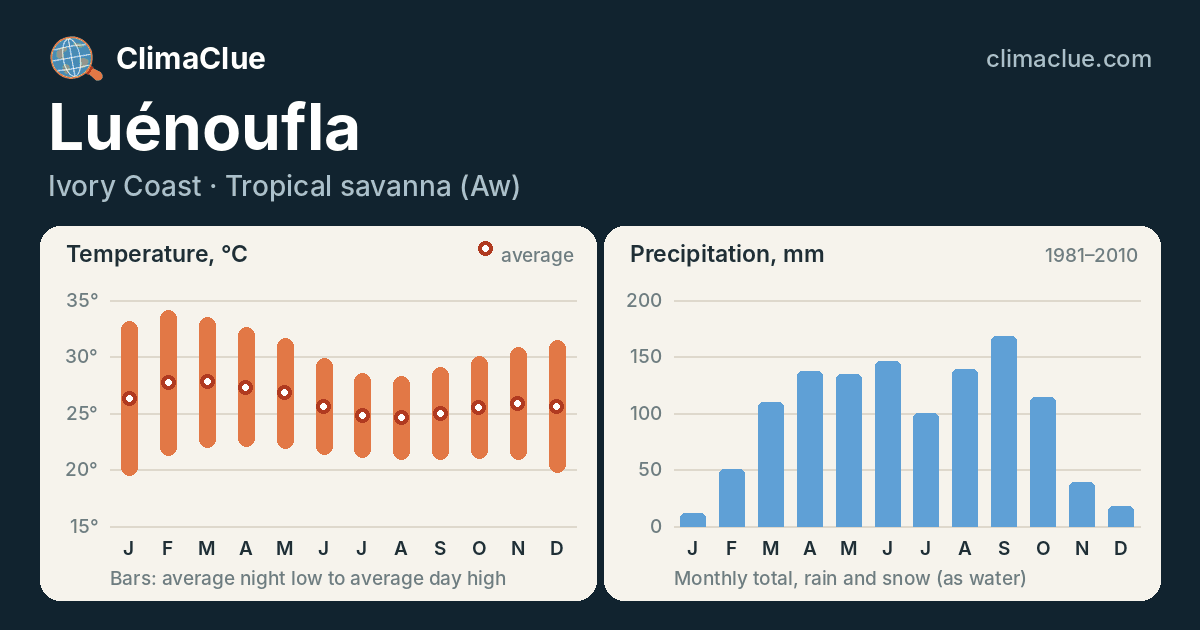 ClimaClue
climaclue.com
Luénoufla
Ivory Coast · Tropical savanna (Aw)
Temperature, °C
average
35°
30°
25°
20°
15°
J F M A M J J A S O N D
Bars: average night low to average day high
Precipitation, mm
1981–2010
200
150
100
50
0
J F M A M J J A S O N D
Monthly total, rain and snow (as water)